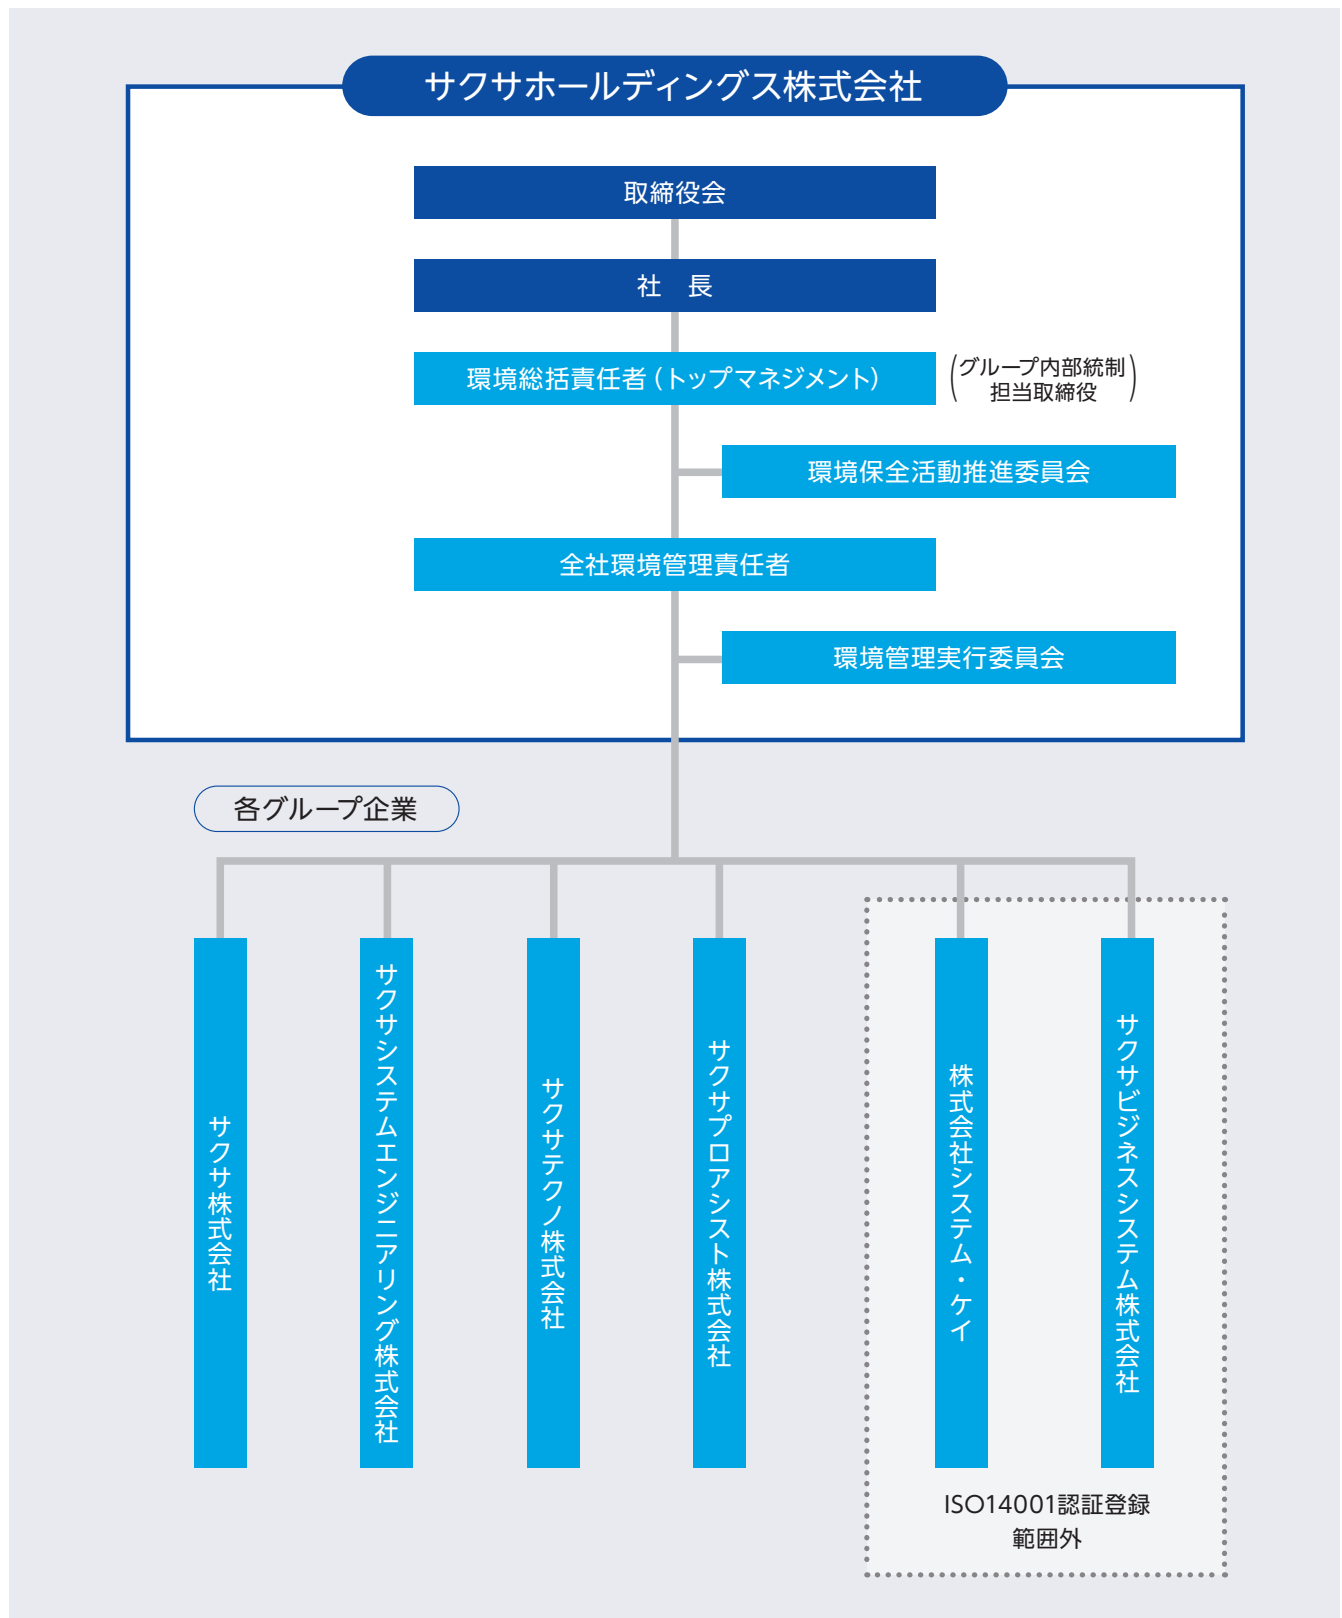 サクサホールディングス株式会社
取締役会
社　長
環境総括責任者（トップマネジメント）
（グループ内部統制
担当取締役）
環境保全活動推進委員会
全社環境管理責任者
環境管理実行委員会
各グループ企業
サクサ株式会社
サクサシステムエンジニアリング株式会社
サクサテクノ株式会社
サクサプロアシスト株式会社
株式会社システム・ケイ
サクサビジネスシステム株式会社
ISO14001認証登録
範囲外